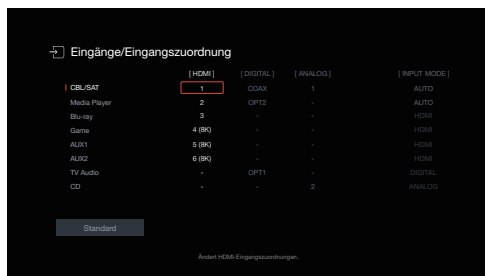 Eingänge/Eingangszuordnung
[ HDMI ] [ DIGITAL ] [ ANALOG ] [ INPUT MODE ]
CBL/SAT 1 COAX 1 AUTO
Media Player 2 OPT2 - AUTO
Blu-ray 3 - - HDMI
Game 4 (8K) - - HDMI
AUX1 5 (8K) - - HDMI
AUX2 6 (8K) - - HDMI
TV Audio - OPT1 - DIGITAL
CD - - 2 ANALOG
Standard
Ändert HDMI-Eingangszuordnungen.